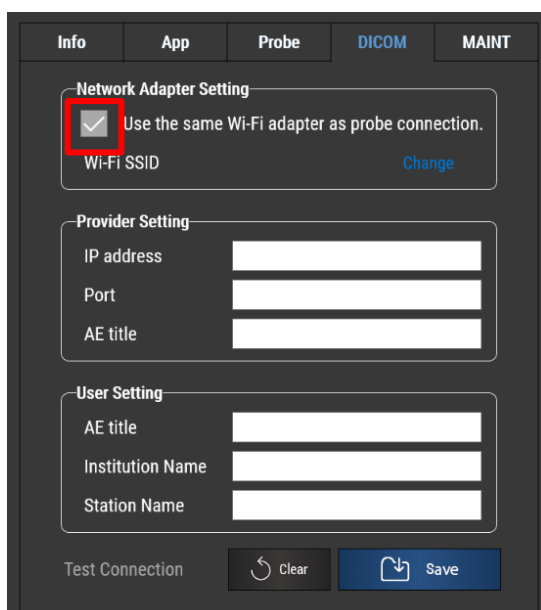 Info App Probe DICOM MAINT
Network Adapter Setting
Use the same Wi-Fi adapter as probe connection.
Wi-Fi SSID Change
Provider Setting
IP address
Port
AE title
User Setting
AE title
Institution Name
Station Name
Test Connection Clear Save